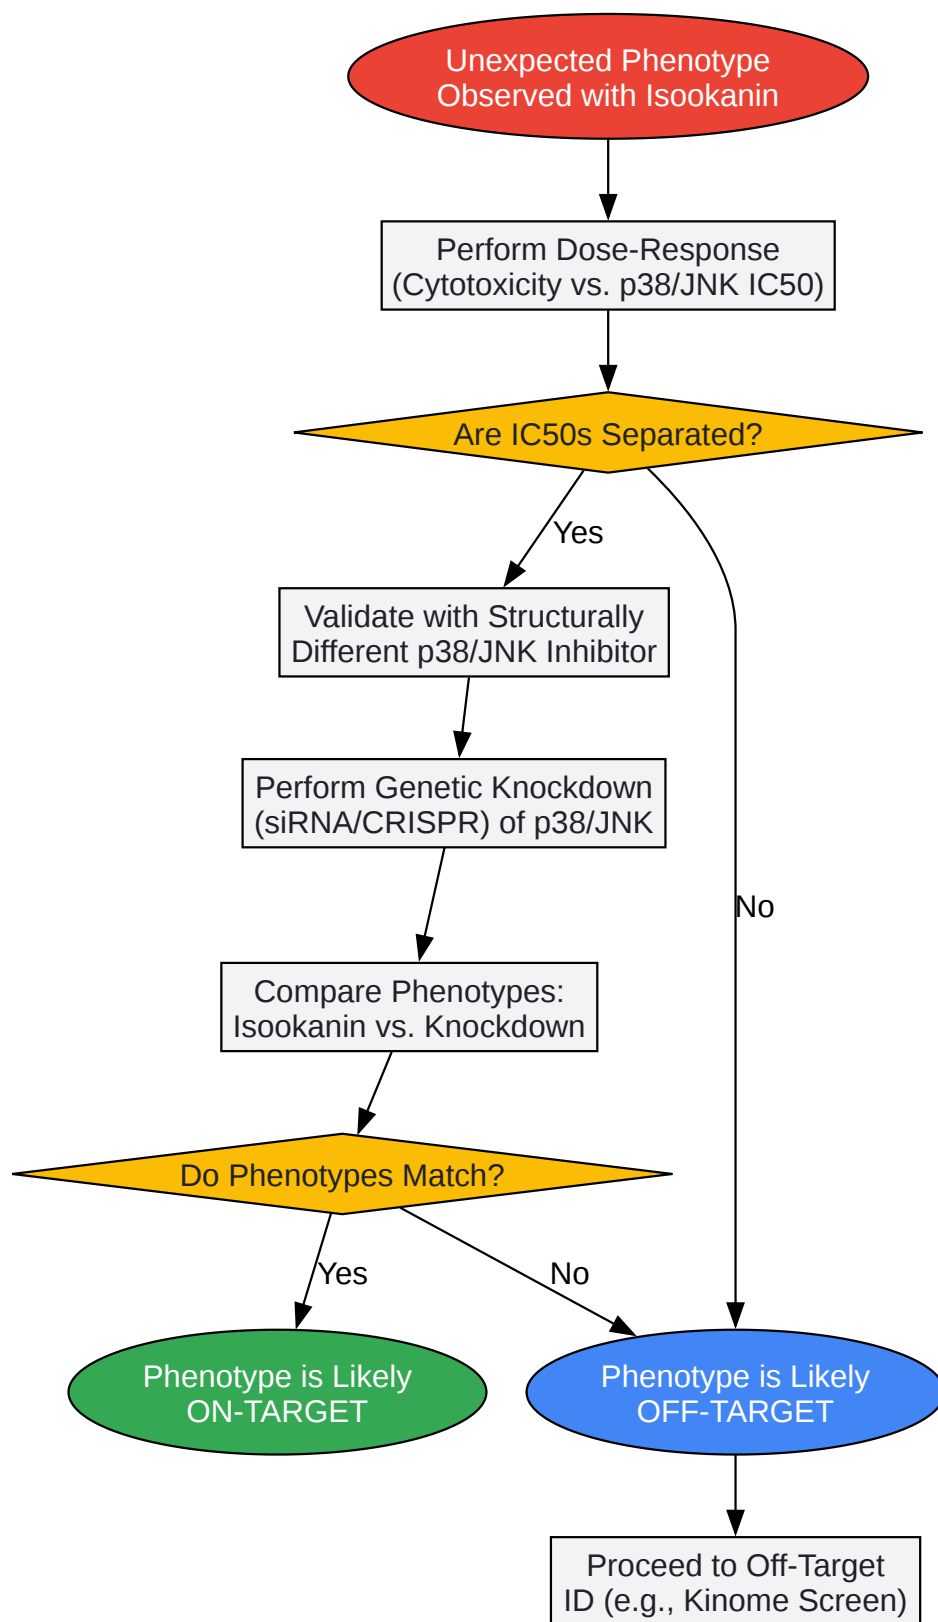 Unexpected Phenotype
Observed with Isookanin
Perform Dose-Response
(Cytotoxicity vs. p38/JNK IC50)
Are IC50s Separated?
Yes
Validate with Structurally
Different p38/JNK Inhibitor
Perform Genetic Knockdown
(siRNA/CRISPR) of p38/JNK
No
Compare Phenotypes:
Isookanin vs. Knockdown
Do Phenotypes Match?
Yes
No
Phenotype is Likely
ON-TARGET
Phenotype is Likely
OFF-TARGET
Proceed to Off-Target
ID (e.g., Kinome Screen)